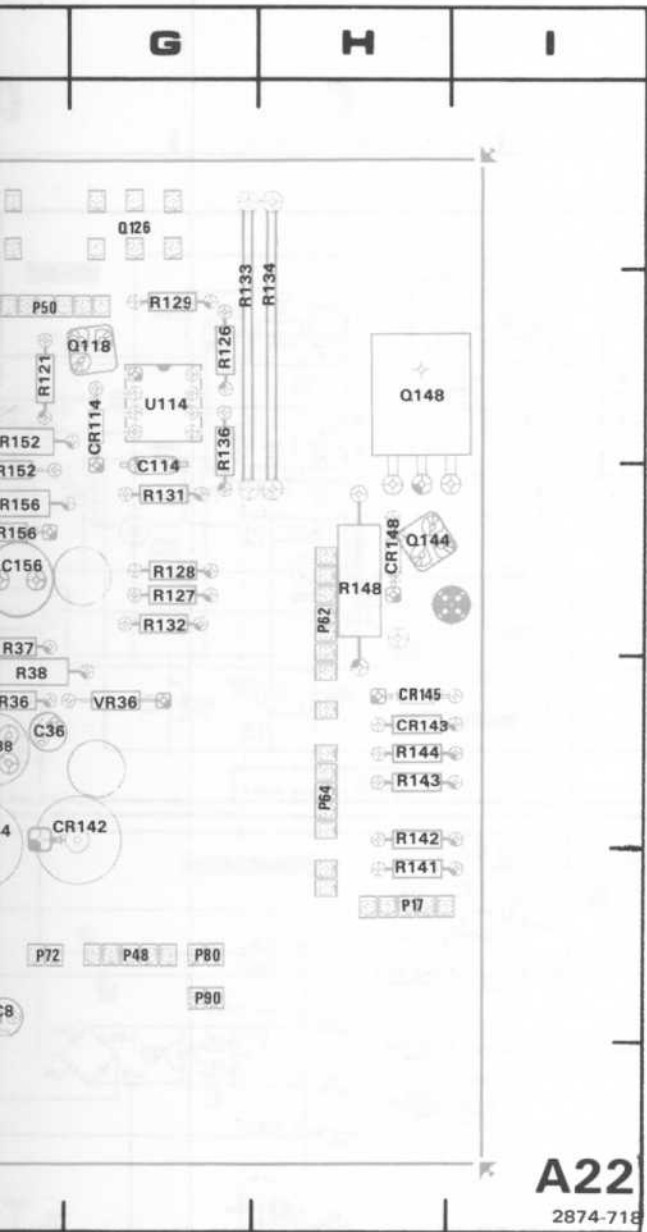 G H I
Q126
R133
R134
P50
R129
Q118
R126
R121
U114
Q148
CR114
R152
R136
R152
C114
R156
R131
R156
CR148
Q144
C156
R128
R148
R127
P62
R132
R37
R38
R36
VR36
CR145
C36
CR143
R144
R143
P64
4
CR142
R142
R141
P17
P72
P48
P80
P90
C8
A22
2874-718